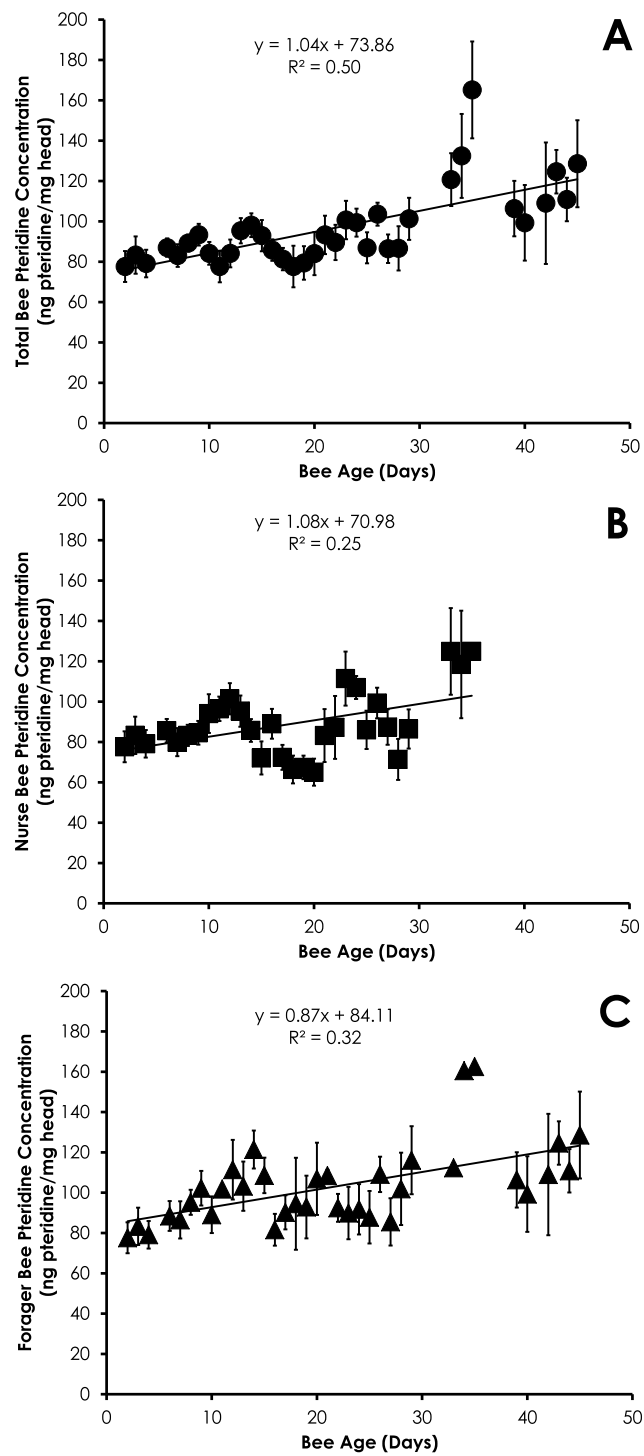 A
y = 1.04x + 73.86
R² = 0.50
Total Bee Pteridine Concentration
(ng pteridine/mg head)
200
180
160
140
120
100
80
60
40
20
0
0 10 20 30 40 50
Bee Age (Days)
B
y = 1.08x + 70.98
R² = 0.25
Nurse Bee Pteridine Concentration
(ng pteridine/mg head)
200
180
160
140
120
100
80
60
40
20
0
0 10 20 30 40 50
Bee Age (Days)
C
y = 0.87x + 84.11
R² = 0.32
Forager Bee Pteridine Concentration
(ng pteridine/mg head)
200
180
160
140
120
100
80
60
40
20
0
0 10 20 30 40 50
Bee Age (Days)